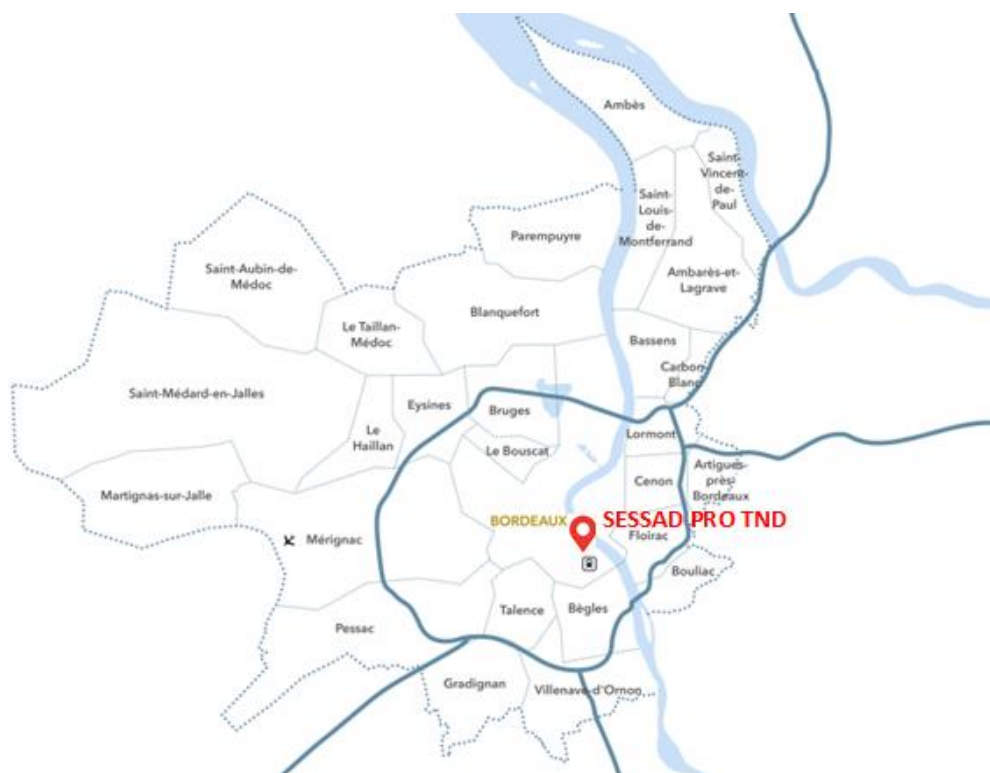 Ambès
Saint-
Vincent-
de-
Paul
Saint-
Louis-
de-
Montferrand
Parempuyre
Saint-Aubin-de-
Médoc
Ambarès-et-
Lagrave
Blanquefort
Le Taillan-
Médoc
Bassens
Carbon-
Blanc
Saint-Médard-en-Jalles
Eysines
Bruges
Le
Haillan
Lormont
Le Bouscat
Artigues-
près-
Bordeaux
Cenon
Martignas-sur-Jalle
BORDEAUX
SESSAD PRO TND
Floirac
Mérignac
Bouliac
Talence
Bègles
Pessac
Gradignan
Villenave-d'Ornon